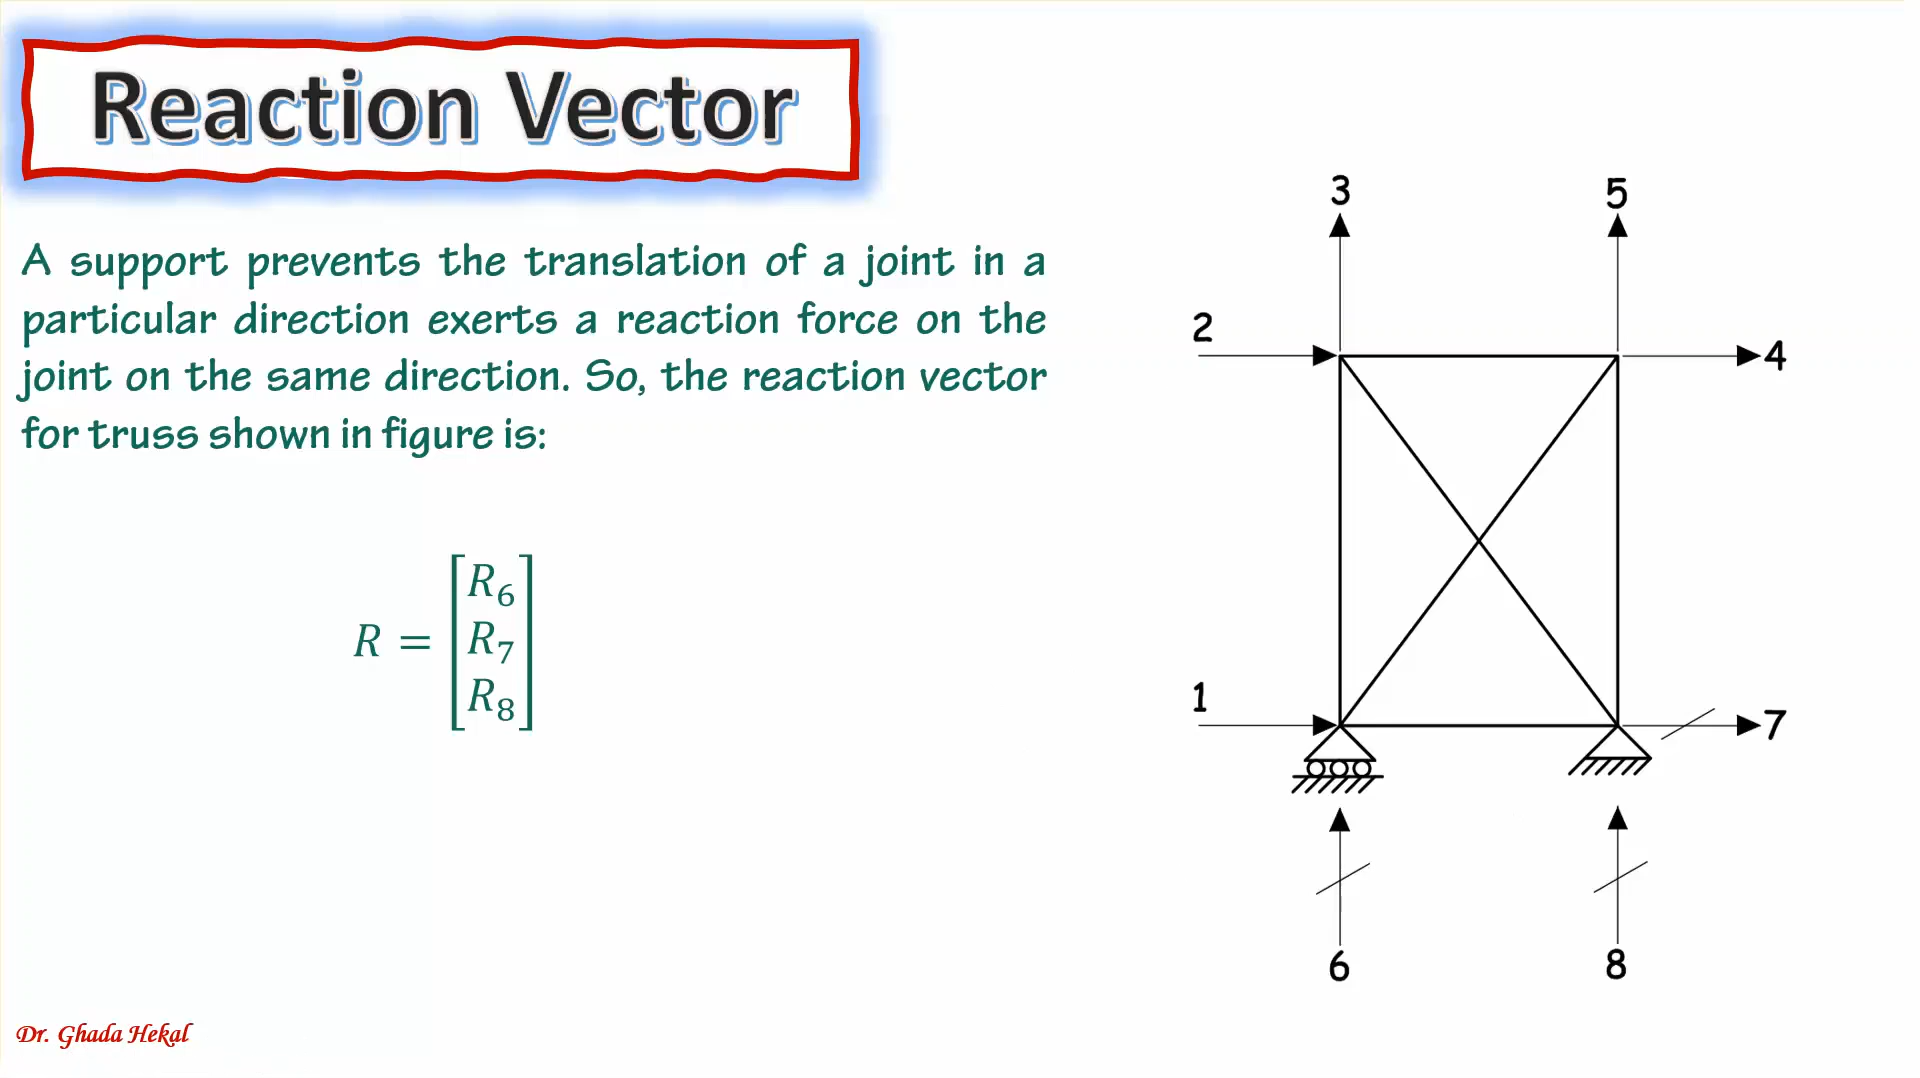 Reaction Vector
A support prevents the translation of a joint in a
particular direction exerts a reaction force on the
joint on the same direction. So, the reaction vector
for truss shown in figure is:
R = [R₆
R₇
R₈]
3 5
2
4
1
7
6 8
Dr. Ghada Hekal